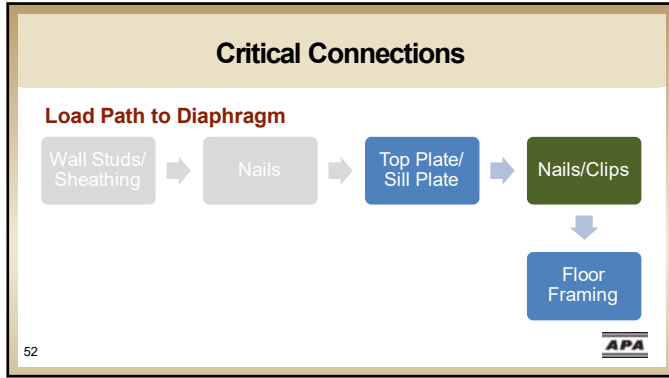 Critical Connections
Load Path to Diaphragm
Wall Studs/
Sheathing
Nails
Top Plate/
Sill Plate
Nails/Clips
Floor
Framing
52
APA